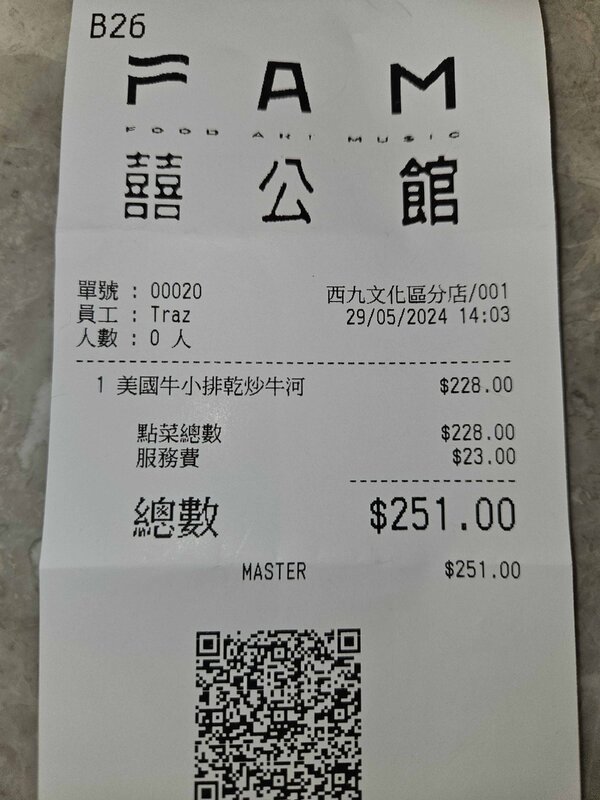 B26
FAM
FOOD ART MUSIC
囍公館
單號 : 00020
西九文化區分店/001
員工 : Traz
29/05/2024 14:03
人數 : 0 人
1 美國牛小排乾炒牛河 $228.00
點菜總數 $228.00
服務費 $23.00
總數 $251.00
MASTER $251.00